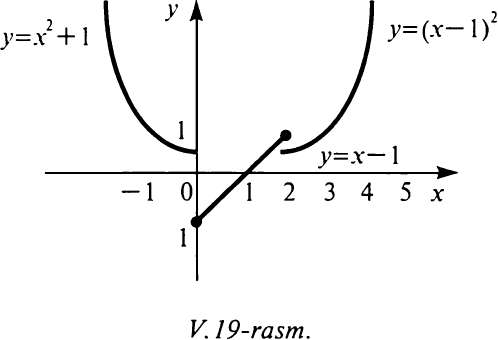 y
y=x²+1
y=(x−1)²
1
y=x−1
−1 0 1 2 3 4 5 x
1
V.19-rasm.